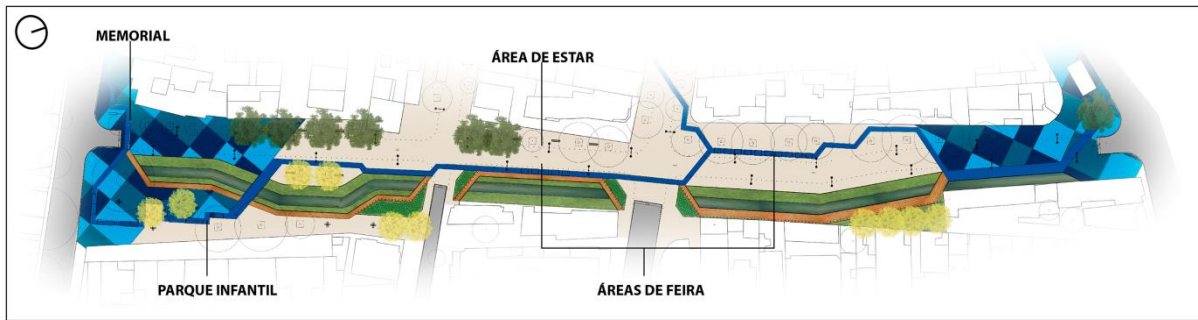 MEMORIAL
ÁREA DE ESTAR
PARQUE INFANTIL
ÁREAS DE FEIRA